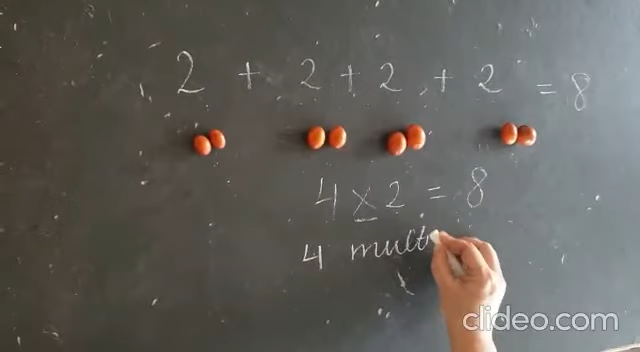 2 + 2 + 2 + 2 = 8
4 x 2 = 8
4 mult
clideo.com